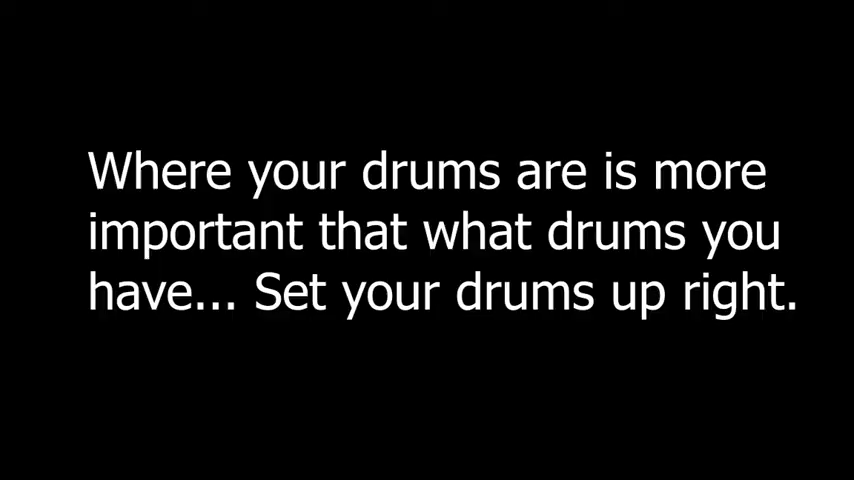 Where your drums are is more
important that what drums you
have... Set your drums up right.